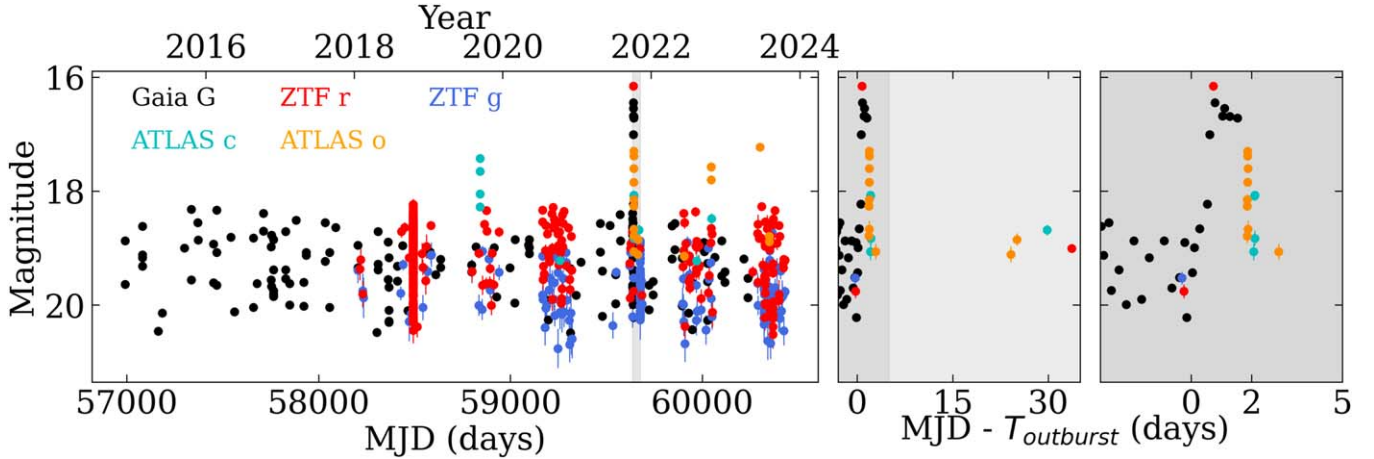 Year
2016 2018 2020 2022 2024
16
Gaia G ZTF r ZTF g
ATLAS c ATLAS o
18
20
Magnitude
57000 58000 59000 60000
0 15 30
0 2 5
MJD (days)
MJD - Toutburst (days)